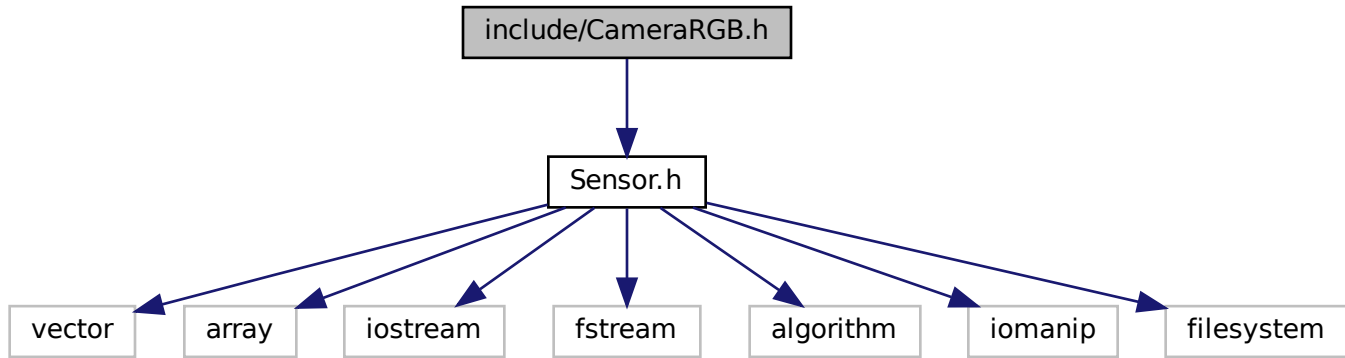 include/CameraRGB.h
Sensor.h
vector
array
iostream
fstream
algorithm
iomanip
filesystem